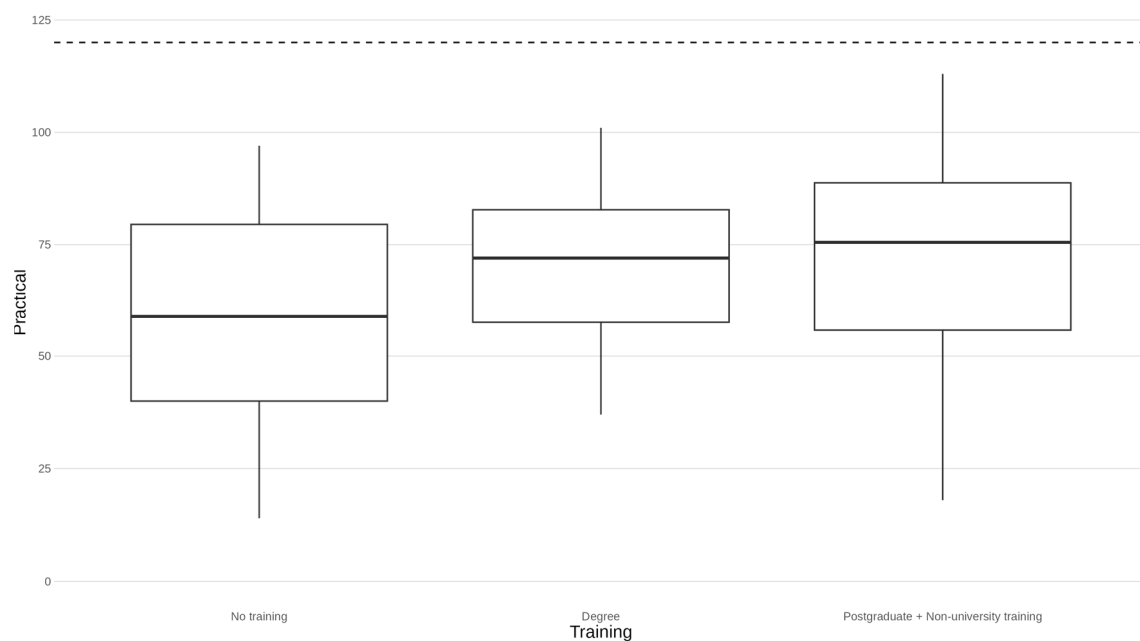 125
100
75
50
25
0
Practical
No training
Degree
Postgraduate + Non-university training
Training